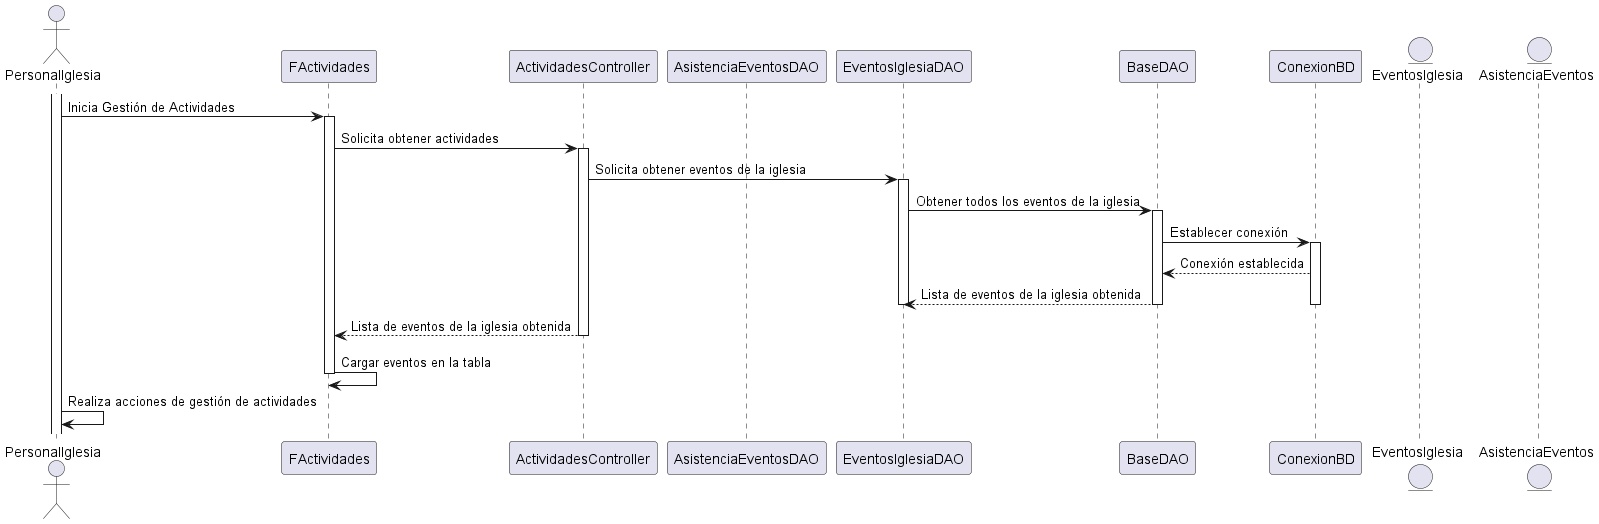 PersonalIglesia
FActividades
ActividadesController
AsistenciaEventosDAO
EventosIglesiaDAO
BaseDAO
ConexionBD
EventosIglesia
AsistenciaEventos
Inicia Gestión de Actividades
Solicita obtener actividades
Solicita obtener eventos de la iglesia
Obtener todos los eventos de la iglesia
Establecer conexión
Conexión establecida
Lista de eventos de la iglesia obtenida
Lista de eventos de la iglesia obtenida
Cargar eventos en la tabla
Realiza acciones de gestión de actividades
PersonalIglesia
FActividades
ActividadesController
AsistenciaEventosDAO
EventosIglesiaDAO
BaseDAO
ConexionBD
EventosIglesia
AsistenciaEventos